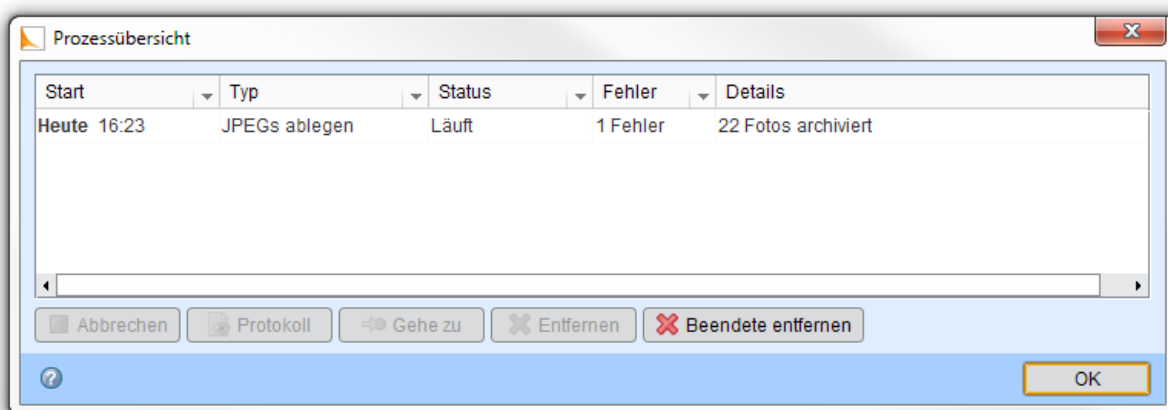 Prozessübersicht
Start Typ Status Fehler Details
Heute 16:23 JPEGs ablegen Läuft 1 Fehler 22 Fotos archiviert
Abbrechen Protokoll Gehe zu Entfernen Beendete entfernen
OK